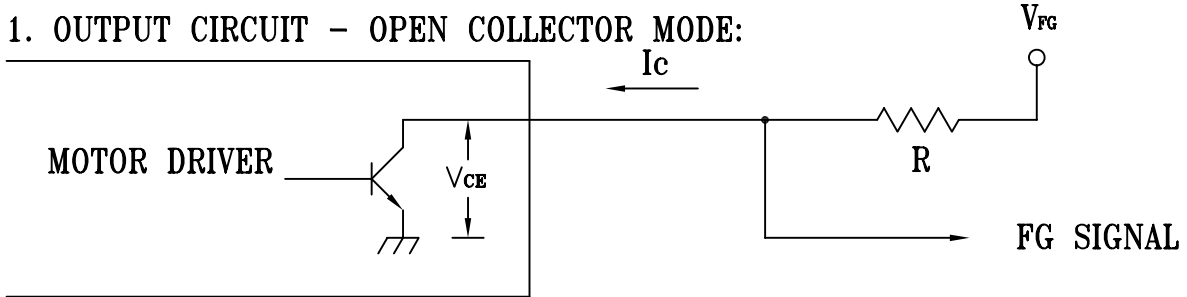 1. OUTPUT CIRCUIT – OPEN COLLECTOR MODE:
VFG
Ic
MOTOR DRIVER
VCE
R
FG SIGNAL